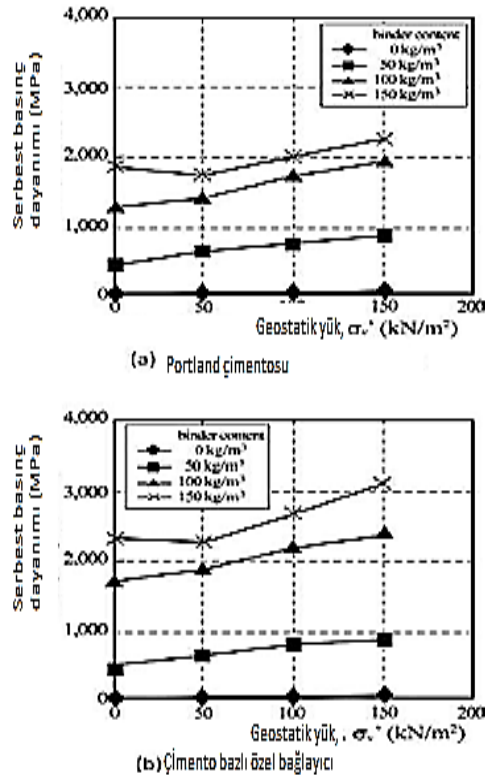 Serbest basınç
dayanımı (MPa)
4,000
3,000
2,000
1,000
0
binder content
0 kg/m³
50 kg/m³
100 kg/m³
150 kg/m³
0 50 100 150 200
Geostatik yük, σᵥ' (kN/m²)
(a) Portland çimentosu
Serbest basınç
dayanımı (MPa)
4,000
3,000
2,000
1,000
0
binder content
0 kg/m³
50 kg/m³
100 kg/m³
150 kg/m³
0 50 100 150 200
Geostatik yük, σᵥ' (kN/m²)
(b) Çimento bazlı özel bağlayıcı